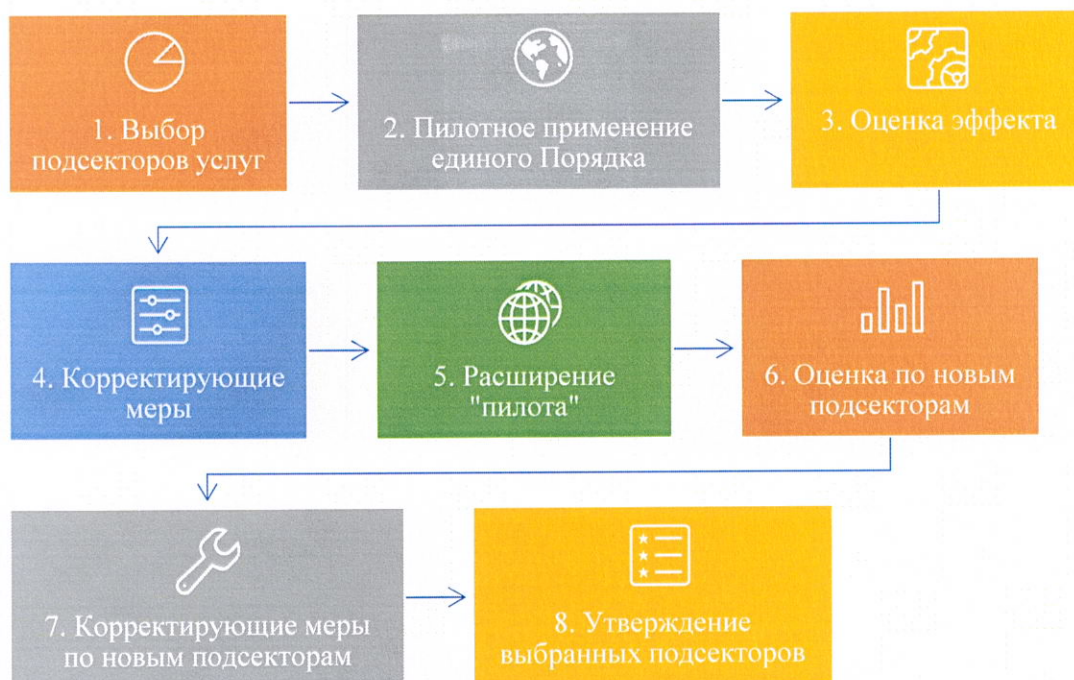 1. Выбор
подсекторов услуг
2. Пилотное применение
единого Порядка
3. Оценка эффекта
4. Корректирующие
меры
5. Расширение
"пилота"
6. Оценка по новым
подсекторам
7. Корректирующие меры
по новым подсекторам
8. Утверждение
выбранных подсекторов